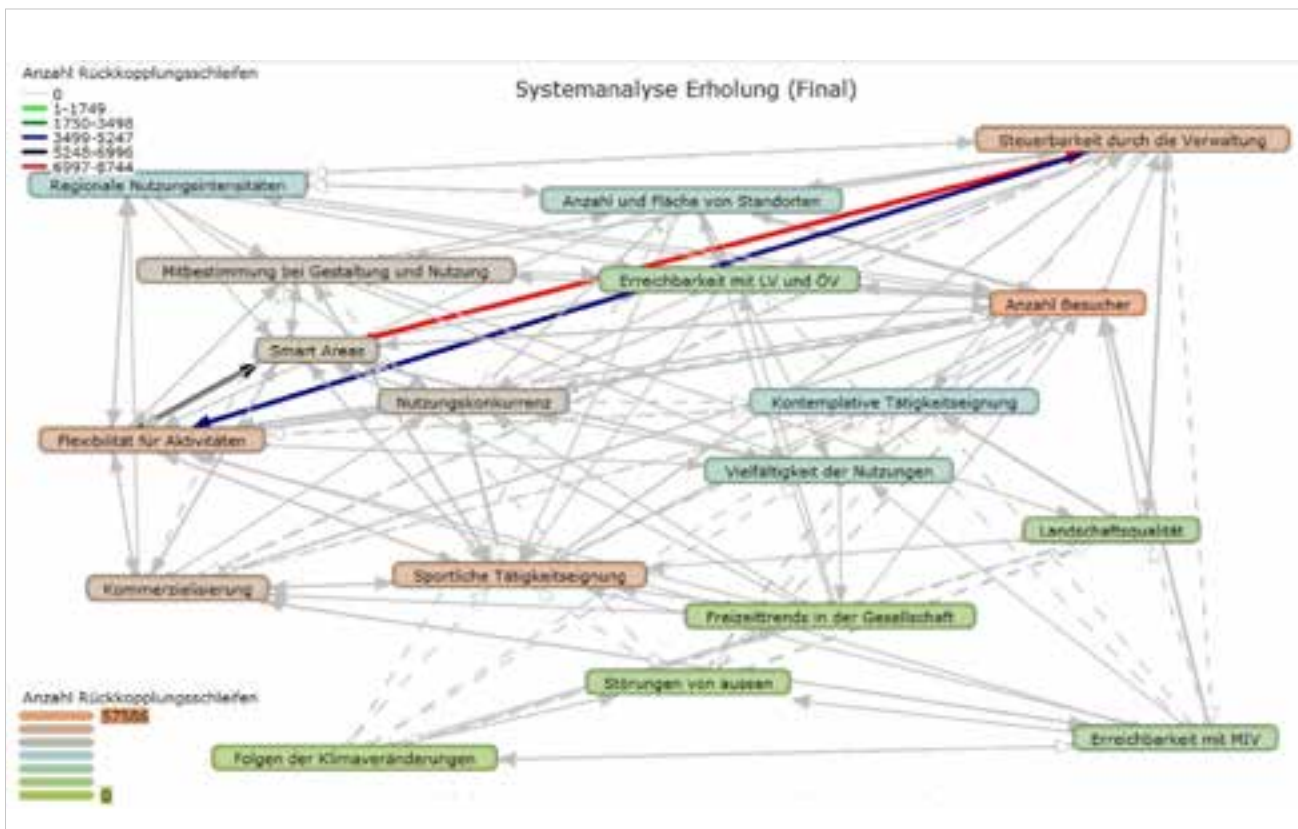 Anzahl Rückkopplungsschleifen
0
1-1749
1750-3498
3499-5247
5248-6996
6997-8744
Systemanalyse Erholung (Final)
Steuerbarkeit durch die Verwaltung
Regionale Nutzungsintensitäten
Anzahl und Fläche von Standorten
Mitbestimmung bei Gestaltung und Nutzung
Erreichbarkeit mit LV und ÖV
Anzahl Besucher
Smart Areas
Nutzungskonkurrenz
Kontemplative Tätigkeitseignung
Flexibilität für Aktivitäten
Vielfältigkeit der Nutzungen
Landschaftsqualität
Sportliche Tätigkeitseignung
Kommerzialisierung
Freizeittrends in der Gesellschaft
Störungen von aussen
Erreichbarkeit mit MIV
Folgen der Klimaveränderungen
Anzahl Rückkopplungsschleifen
0